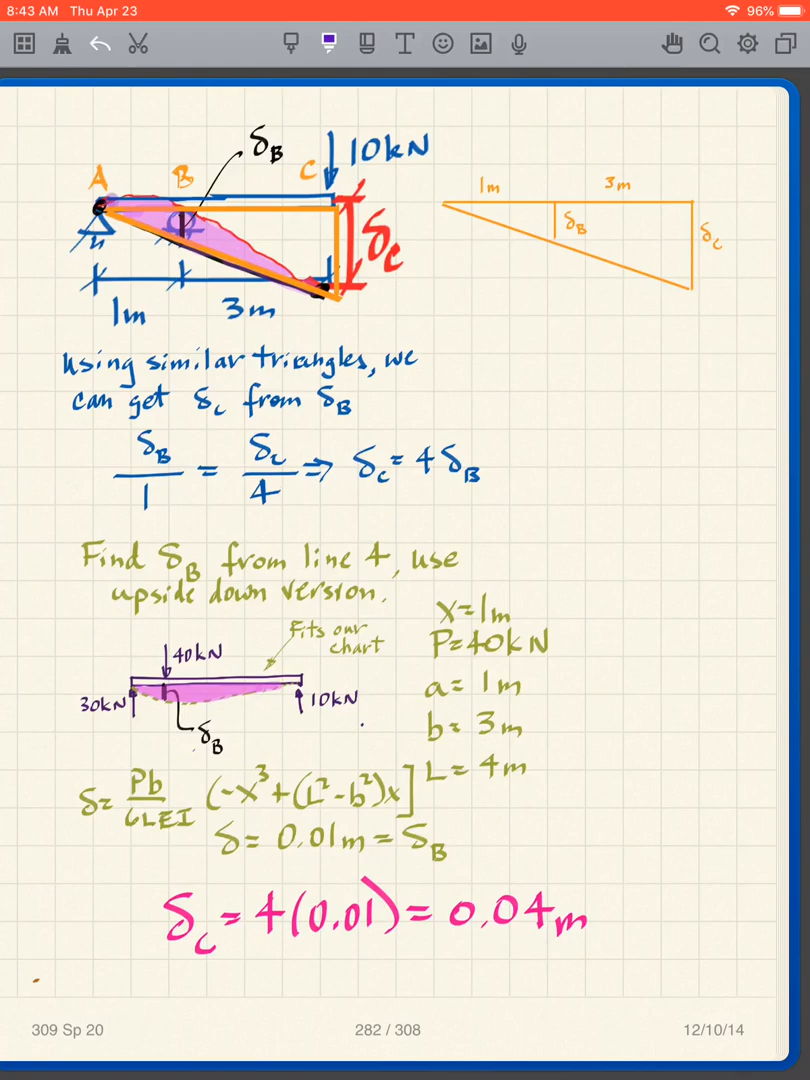 8:43 AM Thu Apr 23
96%
δB
10kN
A B C
1m 3m
δB
δC
δC
1m 3m
Using similar triangles, we
can get δC from δB
δB/1 = δC/4 ⇒ δC = 4δB
Find δB from line 4, use
upside down version.
x=1m
Fits our
chart
P=40kN
40kN
a= 1m
30kN
10kN
b= 3m
δB
L= 4m
δ= Pb/6LEI (-x³+(L²-b²)x]
δ= 0.01m = δB
δC = 4(0.01) = 0.04m
309 Sp 20
282 / 308
12/10/14